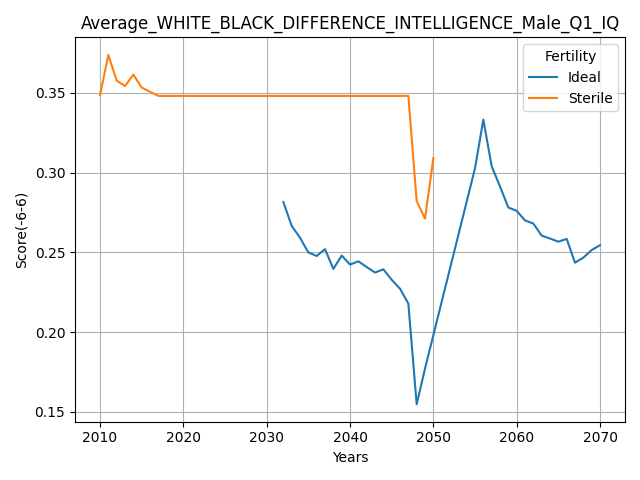 Average_WHITE_BLACK_DIFFERENCE_INTELLIGENCE_Male_Q1_IQ
Fertility
Ideal
Sterile
Score(-6-6)
0.35
0.30
0.25
0.20
0.15
2010
2020
2030
2040
2050
2060
2070
Years